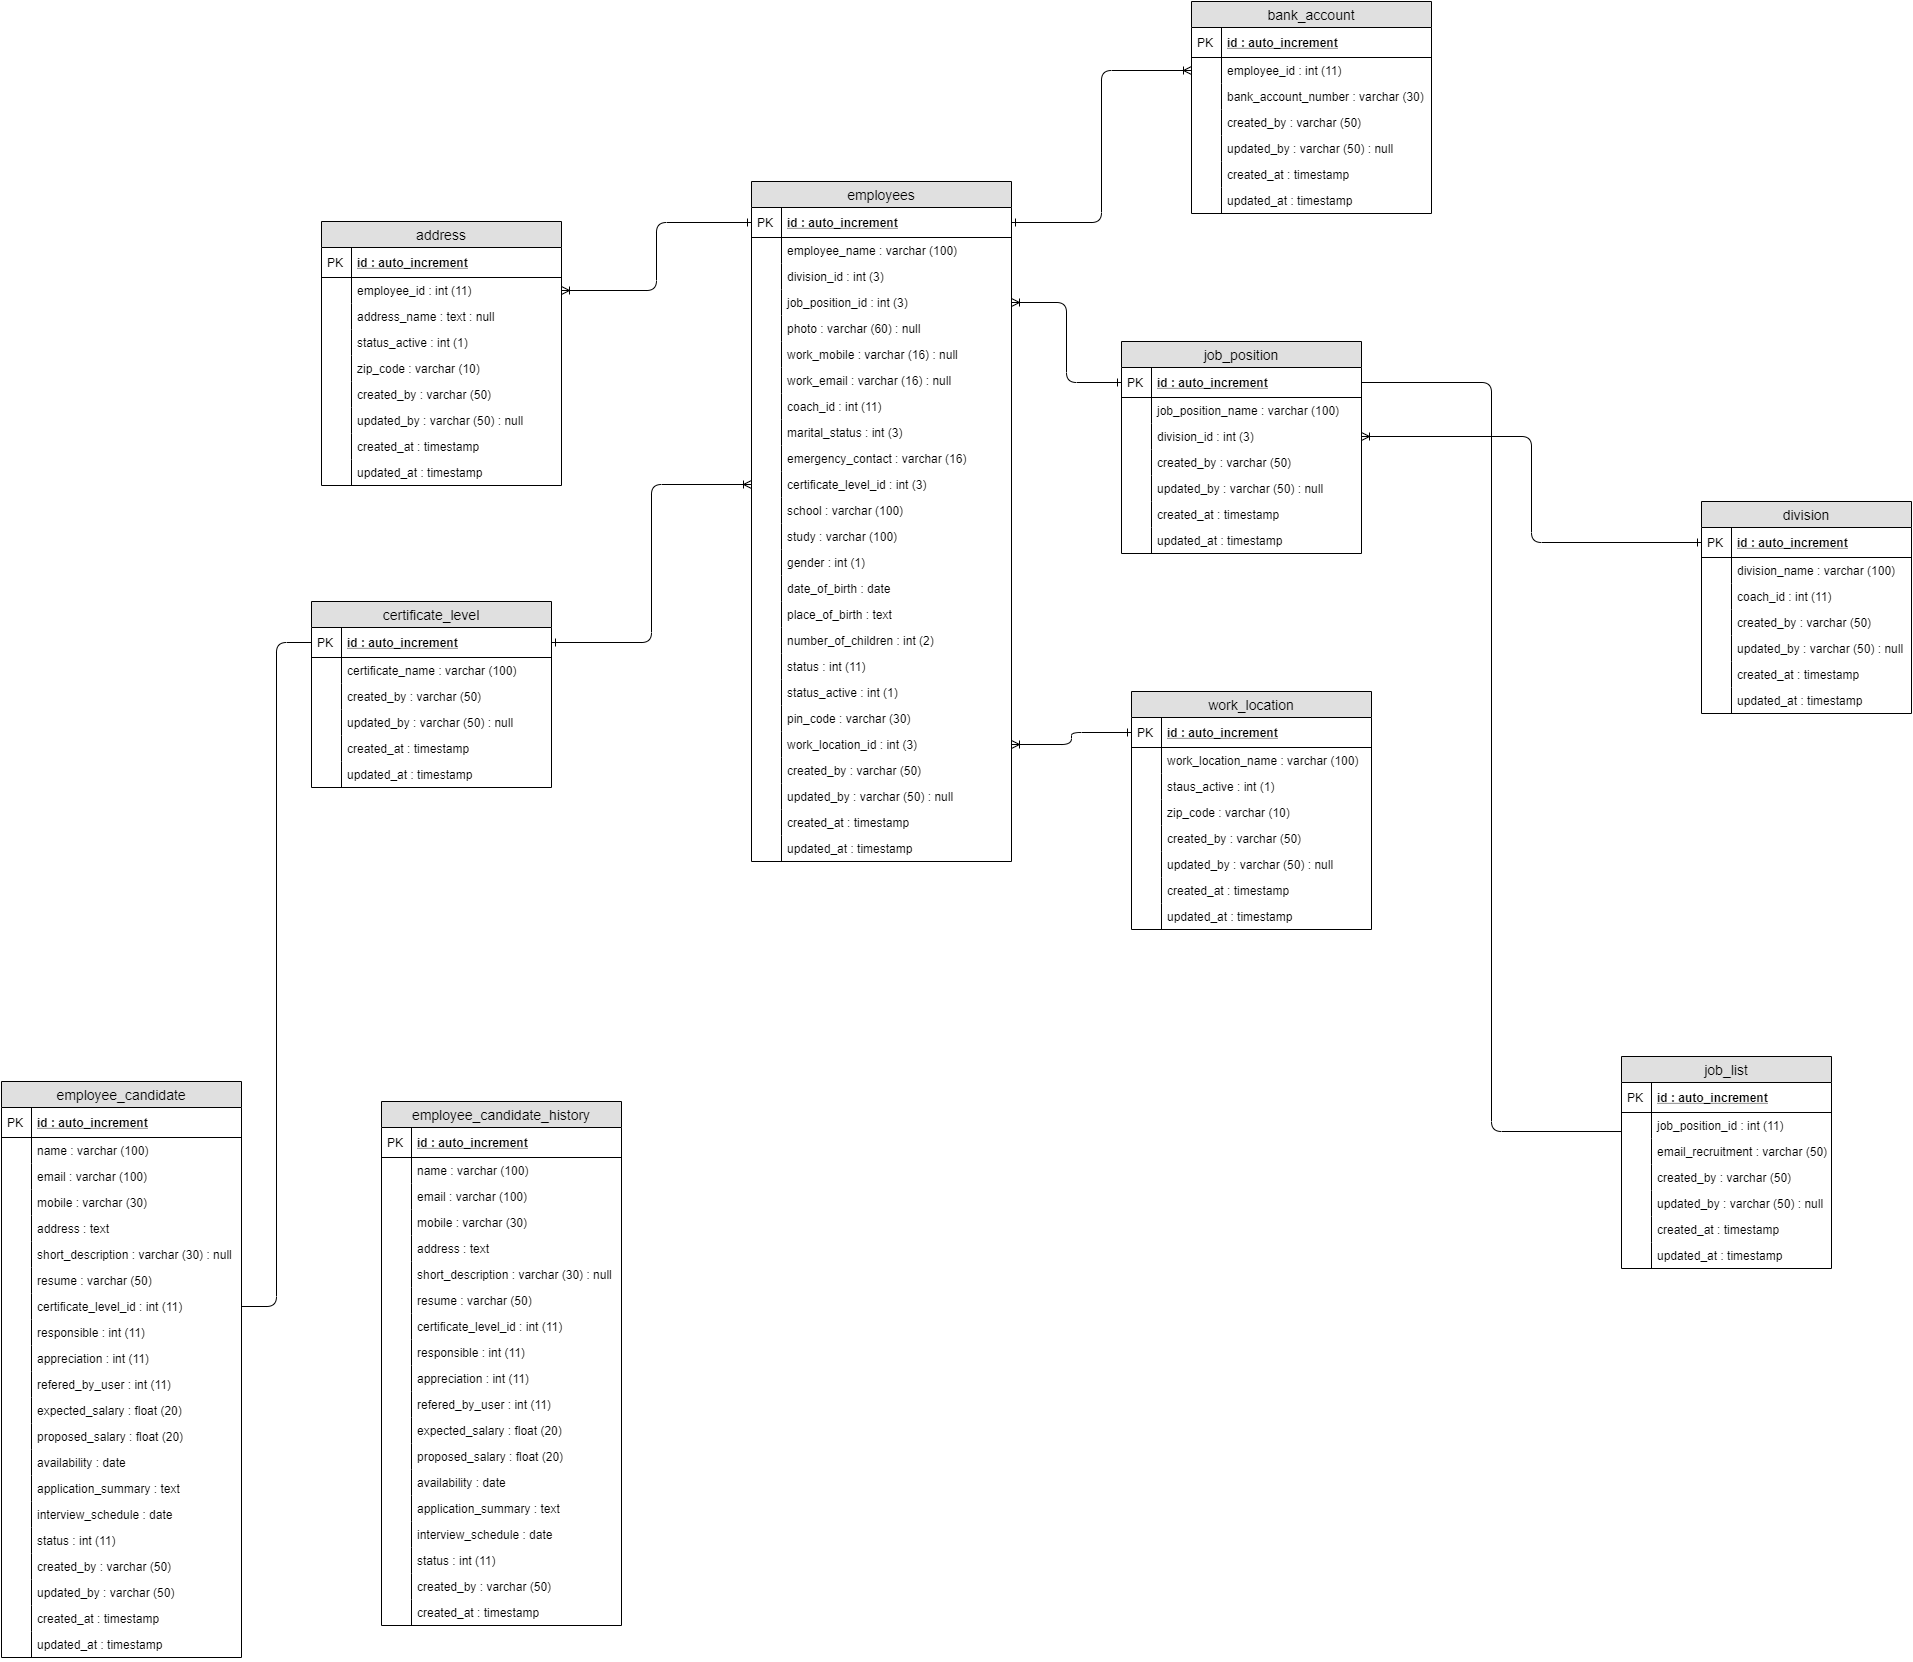 bank_account
PK id : auto_increment
employee_id : int (11)
bank_account_number : varchar (30)
created_by : varchar (50)
updated_by : varchar (50) : null
created_at : timestamp
updated_at : timestamp
employees
PK id : auto_increment
employee_name : varchar (100)
division_id : int (3)
job_position_id : int (3)
photo : varchar (60) : null
work_mobile : varchar (16) : null
work_email : varchar (16) : null
coach_id : int (11)
marital_status : int (3)
emergency_contact : varchar (16)
certificate_level_id : int (3)
school : varchar (100)
study : varchar (100)
gender : int (1)
date_of_birth : date
place_of_birth : text
number_of_children : int (2)
status : int (11)
status_active : int (1)
pin_code : varchar (30)
work_location_id : int (3)
created_by : varchar (50)
updated_by : varchar (50) : null
created_at : timestamp
updated_at : timestamp
address
PK id : auto_increment
employee_id : int (11)
address_name : text : null
status_active : int (1)
zip_code : varchar (10)
created_by : varchar (50)
updated_by : varchar (50) : null
created_at : timestamp
updated_at : timestamp
job_position
PK id : auto_increment
job_position_name : varchar (100)
division_id : int (3)
created_by : varchar (50)
updated_by : varchar (50) : null
created_at : timestamp
updated_at : timestamp
division
PK id : auto_increment
division_name : varchar (100)
coach_id : int (11)
created_by : varchar (50)
updated_by : varchar (50) : null
created_at : timestamp
updated_at : timestamp
certificate_level
PK id : auto_increment
certificate_name : varchar (100)
created_by : varchar (50)
updated_by : varchar (50) : null
created_at : timestamp
updated_at : timestamp
work_location
PK id : auto_increment
work_location_name : varchar (100)
staus_active : int (1)
zip_code : varchar (10)
created_by : varchar (50)
updated_by : varchar (50) : null
created_at : timestamp
updated_at : timestamp
job_list
PK id : auto_increment
job_position_id : int (11)
email_recruitment : varchar (50)
created_by : varchar (50)
updated_by : varchar (50) : null
created_at : timestamp
updated_at : timestamp
employee_candidate
PK id : auto_increment
name : varchar (100)
email : varchar (100)
mobile : varchar (30)
address : text
short_description : varchar (30) : null
resume : varchar (50)
certificate_level_id : int (11)
responsible : int (11)
appreciation : int (11)
refered_by_user : int (11)
expected_salary : float (20)
proposed_salary : float (20)
availability : date
application_summary : text
interview_schedule : date
status : int (11)
created_by : varchar (50)
updated_by : varchar (50)
created_at : timestamp
updated_at : timestamp
employee_candidate_history
PK id : auto_increment
name : varchar (100)
email : varchar (100)
mobile : varchar (30)
address : text
short_description : varchar (30) : null
resume : varchar (50)
certificate_level_id : int (11)
responsible : int (11)
appreciation : int (11)
refered_by_user : int (11)
expected_salary : float (20)
proposed_salary : float (20)
availability : date
application_summary : text
interview_schedule : date
status : int (11)
created_by : varchar (50)
created_at : timestamp